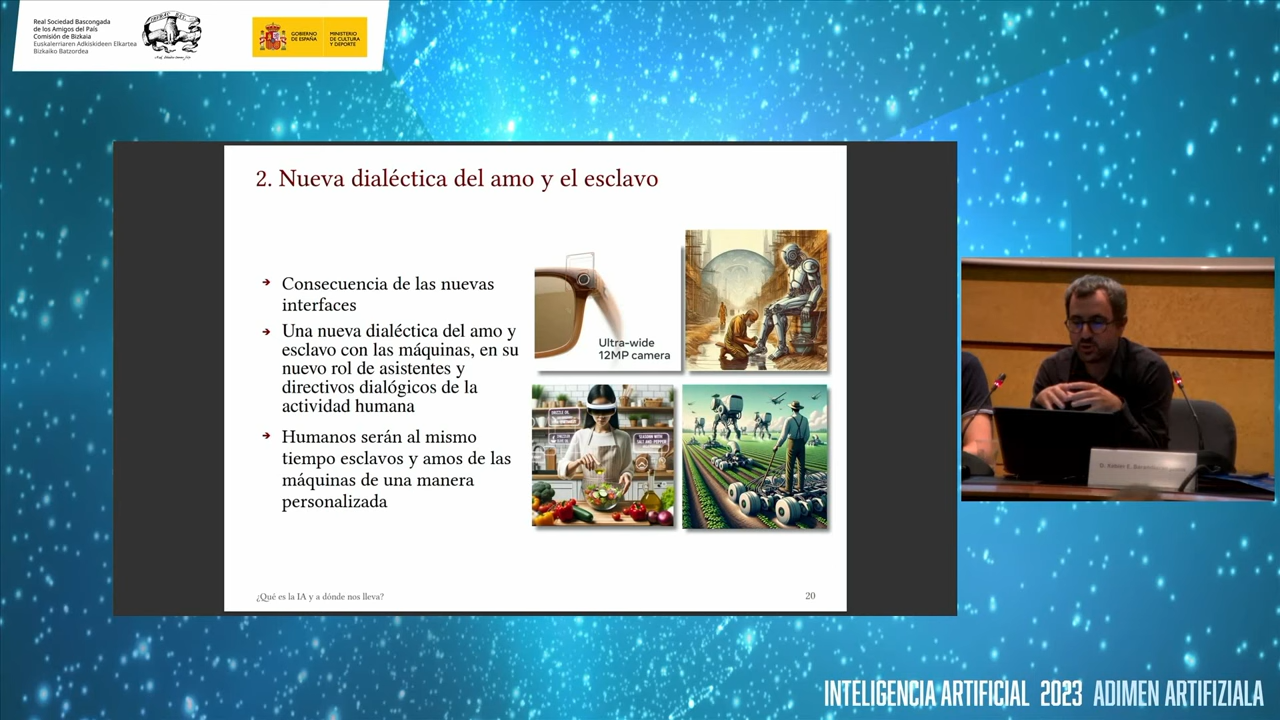 Real Sociedad Bascongada
de los Amigos del País
Comisión de Bizkaia
Euskalerriaren Adkiskideen Elkartea
Bizkaiko Batzordea
GOBIERNO
DE ESPAÑA
MINISTERIO
DE CULTURA
Y DEPORTE
2. Nueva dialéctica del amo y el esclavo
➔ Consecuencia de las nuevas
interfaces
➔ Una nueva dialéctica del amo y
esclavo con las máquinas, en su
nuevo rol de asistentes y
directivos dialógicos de la
actividad humana
➔ Humanos serán al mismo
tiempo esclavos y amos de las
máquinas de una manera
personalizada
Ultra-wide
12MP camera
¿Qué es la IA y a dónde nos lleva?
20
INTELIGENCIA ARTIFICIAL 2023 ADIMEN ARTIFIZIALA